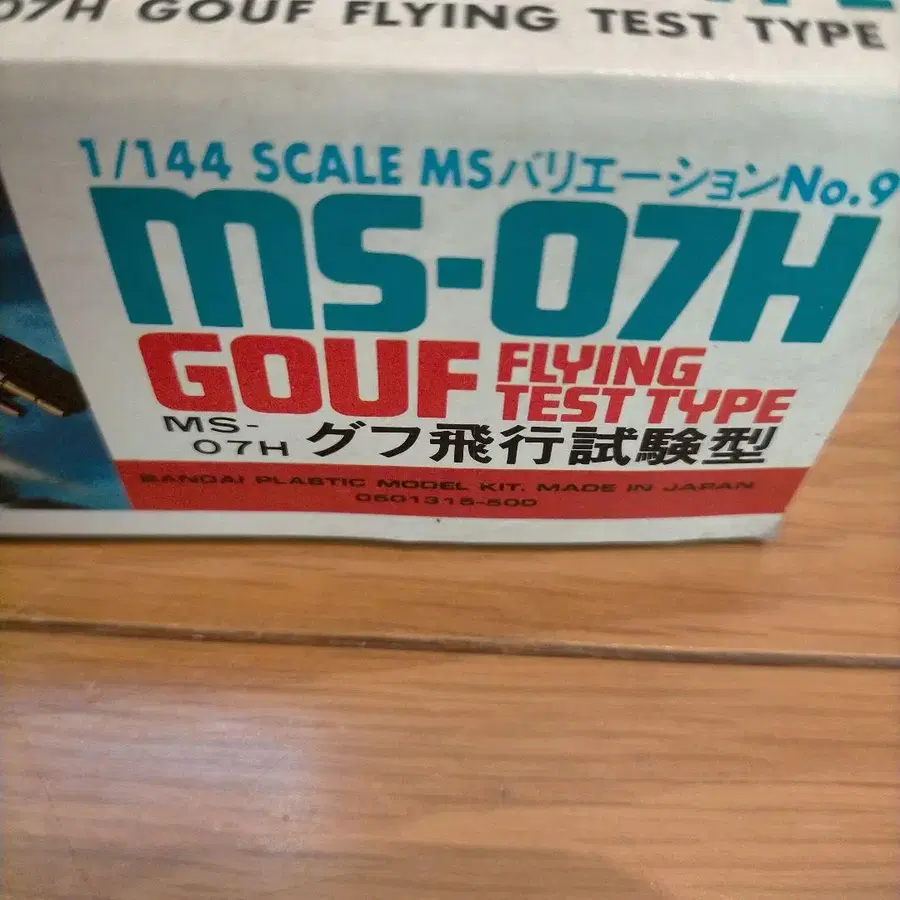 07H GOUF FLYING TEST TYPE
1/144 SCALE MSバリエーションNo.9
MS-07H
GOUF FLYING
TEST TYPE
MS-
07H グフ飛行試験型
BANDAI PLASTIC MODEL KIT. MADE IN JAPAN
0501315-500